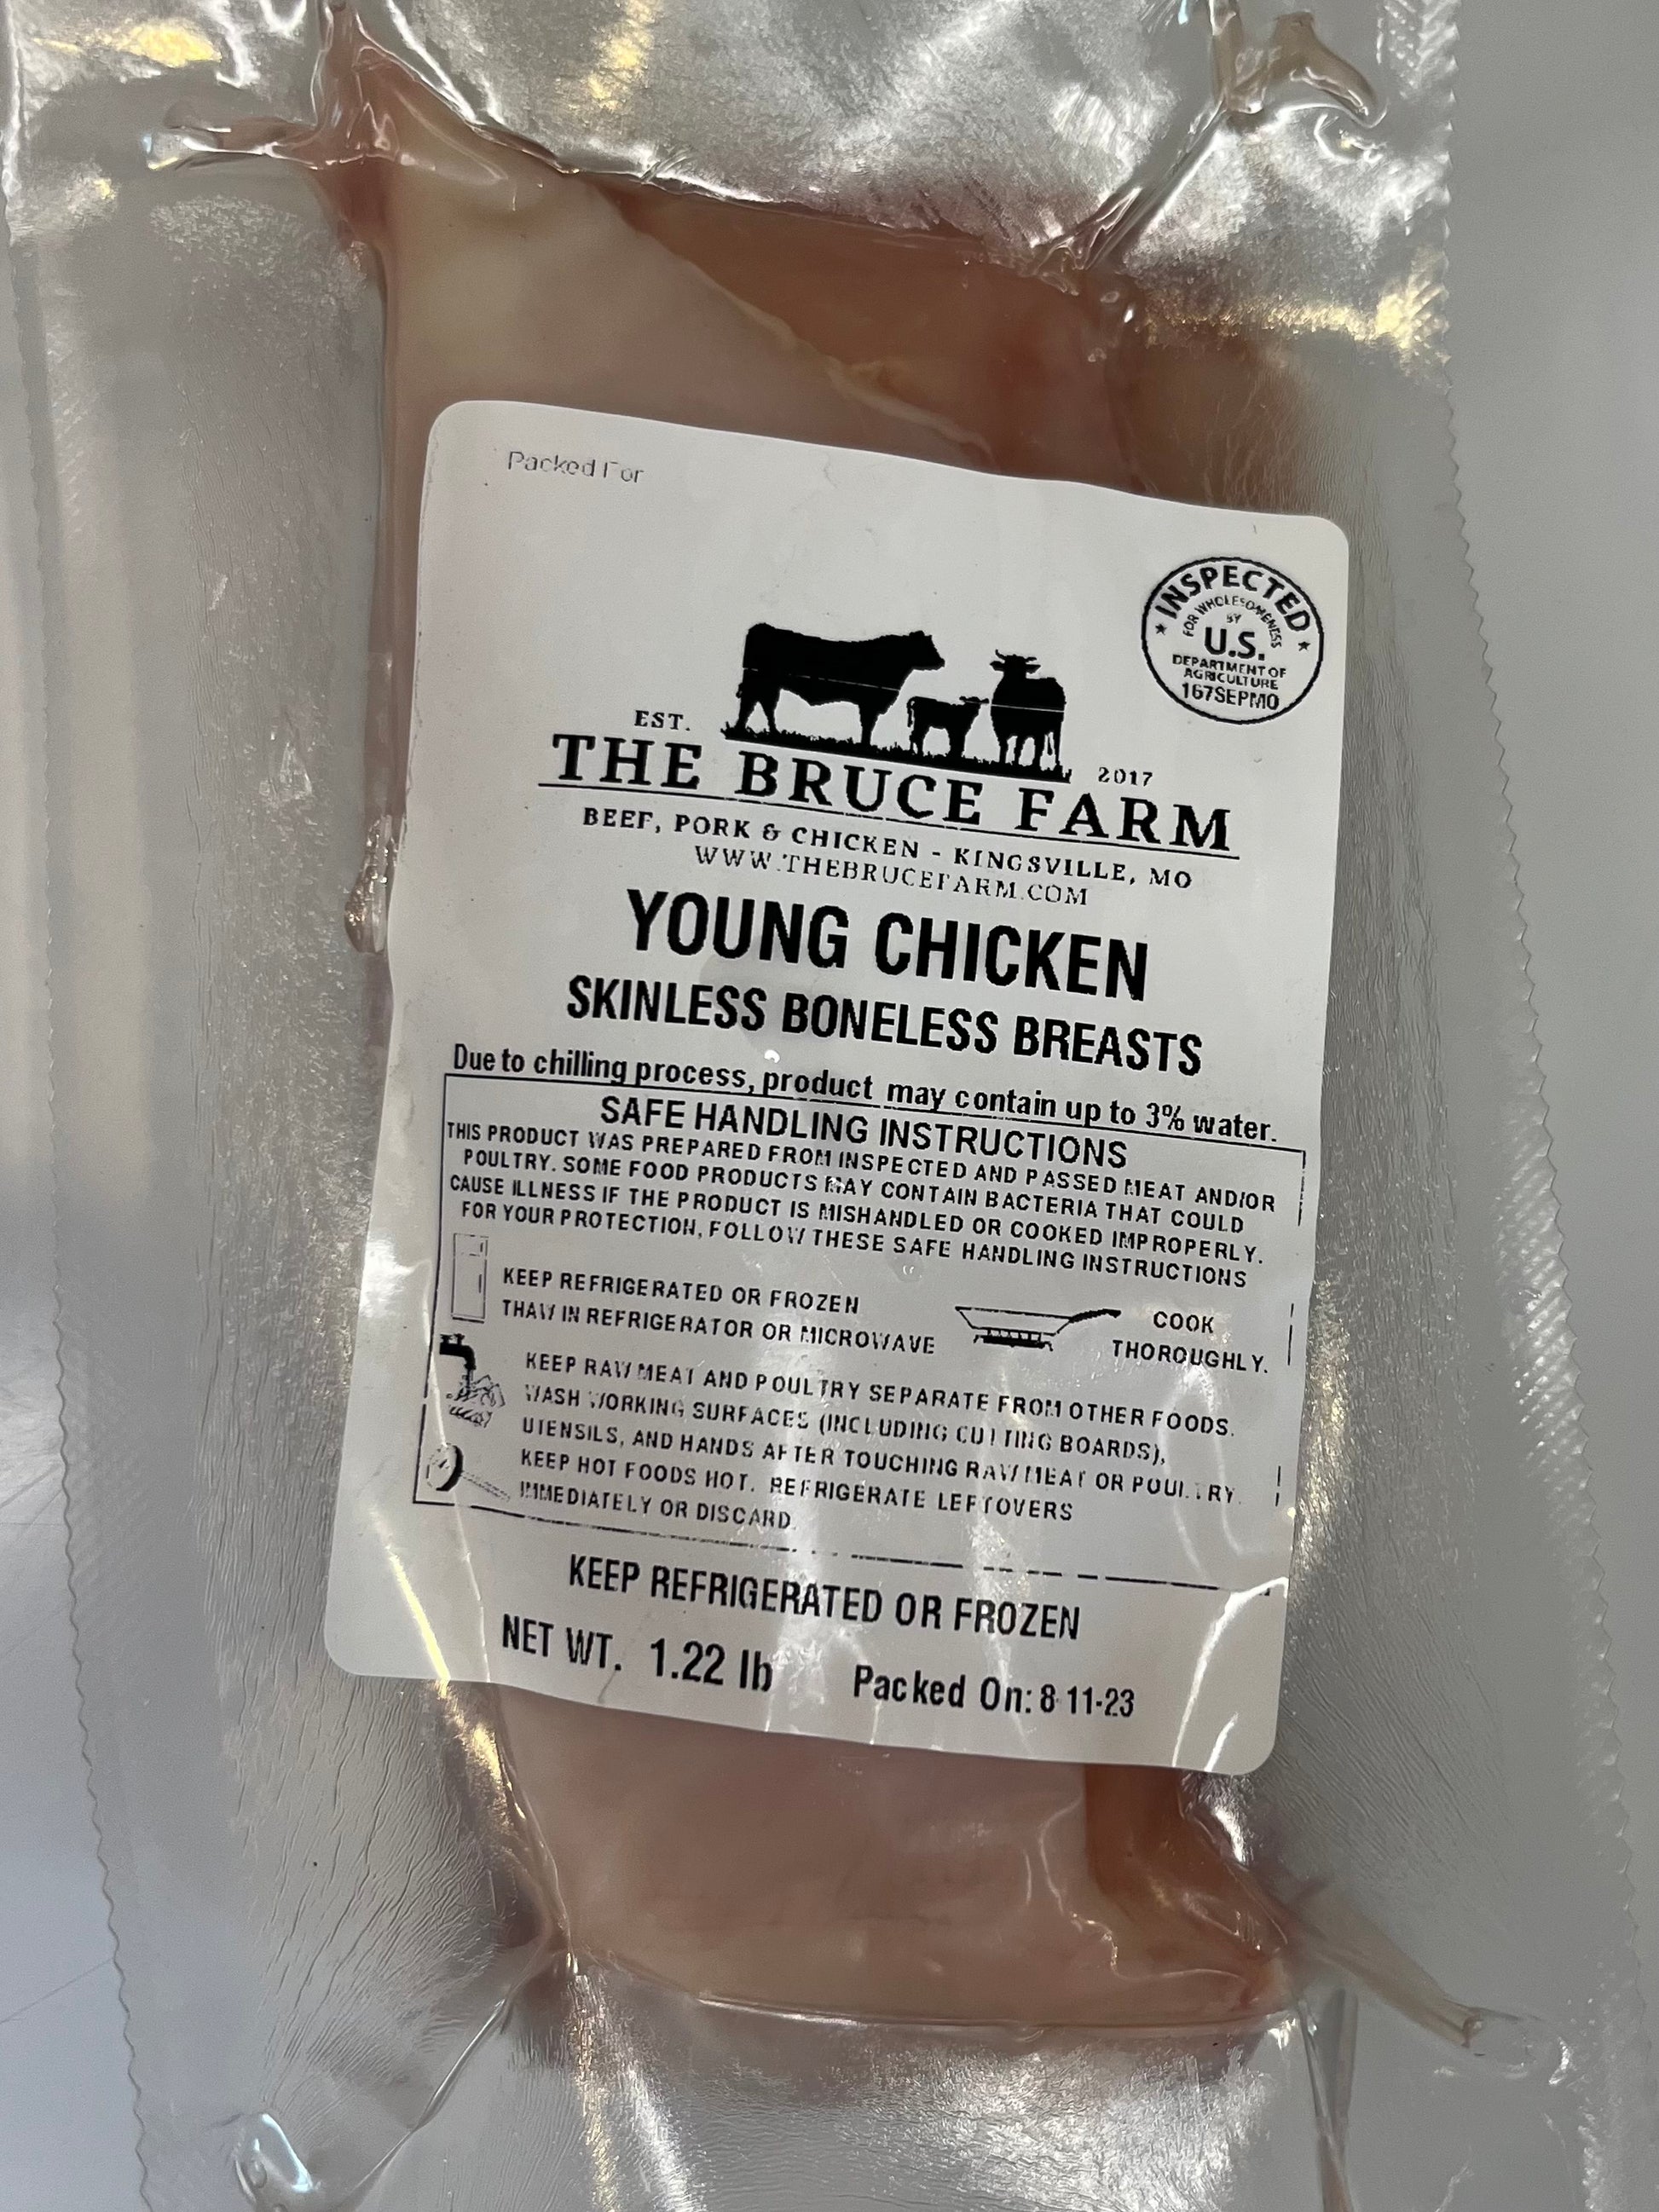 Packed For
INSPECTED
FOR WHOLESOMENESS
BY
U.S.
DEPARTMENT OF
AGRICULTURE
167SEPMO
EST.
2017
THE BRUCE FARM
BEEF, PORK & CHICKEN - KINGSVILLE, MO
WWW.THEBRUCEFARM.COM
YOUNG CHICKEN
SKINLESS BONELESS BREASTS
Due to chilling process, product may contain up to 3% water.
SAFE HANDLING INSTRUCTIONS
THIS PRODUCT WAS PREPARED FROM INSPECTED AND PASSED MEAT AND/OR
POULTRY. SOME FOOD PRODUCTS MAY CONTAIN BACTERIA THAT COULD
CAUSE ILLNESS IF THE PRODUCT IS MISHANDLED OR COOKED IMPROPERLY.
FOR YOUR PROTECTION, FOLLOW THESE SAFE HANDLING INSTRUCTIONS
KEEP REFRIGERATED OR FROZEN
THAW IN REFRIGERATOR OR MICROWAVE
COOK
THOROUGHLY.
KEEP RAW MEAT AND POULTRY SEPARATE FROM OTHER FOODS.
WASH WORKING SURFACES (INCLUDING CUTTING BOARDS),
UTENSILS, AND HANDS AFTER TOUCHING RAW MEAT OR POULTRY.
KEEP HOT FOODS HOT. REFRIGERATE LEFTOVERS
IMMEDIATELY OR DISCARD.
KEEP REFRIGERATED OR FROZEN
NET WT. 1.22 lb
Packed On: 8-11-23